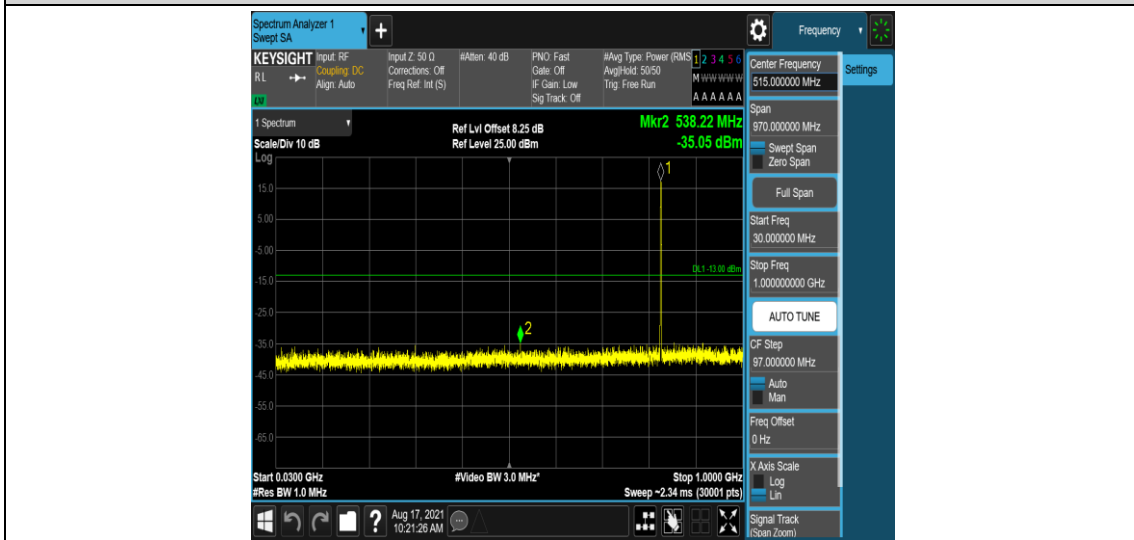 Spectrum Analyzer 1
Swept SA
+
Frequency
KEYSIGHT
RL
LXI
Input: RF
Coupling: DC
Align: Auto
Input Z: 50 Ω
Corrections: Off
Freq Ref: Int (S)
#Atten: 40 dB
PNO: Fast
Gate: Off
IF Gain: Low
Sig Track: Off
#Avg Type: Power (RMS
Avg|Hold: 50/50
Trig: Free Run
1 2 3 4 5 6
M W W W W W
A A A A A A
1 Spectrum
Scale/Div 10 dB
Log
Ref Lvl Offset 8.25 dB
Ref Level 25.00 dBm
Mkr2 538.22 MHz
-35.05 dBm
1
15.0
5.00
-5.00
DL1 -13.00 dBm
-15.0
-25.0
2
-35.0
-45.0
-55.0
-65.0
Start 0.0300 GHz
#Res BW 1.0 MHz
#Video BW 3.0 MHz*
Stop 1.0000 GHz
Sweep ~2.34 ms (30001 pts)
Center Frequency
515.000000 MHz
Settings
Span
970.000000 MHz
Swept Span
Zero Span
Full Span
Start Freq
30.000000 MHz
Stop Freq
1.000000000 GHz
AUTO TUNE
CF Step
97.000000 MHz
Auto
Man
Freq Offset
0 Hz
X Axis Scale
Log
Lin
Signal Track
(Span Zoom)
?
Aug 17, 2021
10:21:26 AM